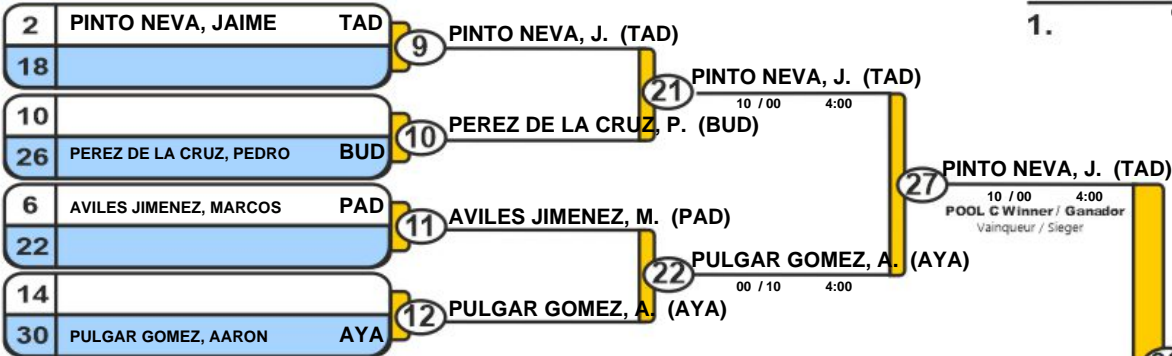 2 PINTO NEVA, JAIME TAD
18
10
26 PEREZ DE LA CRUZ, PEDRO BUD
6 AVILES JIMENEZ, MARCOS PAD
22
14
30 PULGAR GOMEZ, AARON AYA
9 PINTO NEVA, J. (TAD)
10 PEREZ DE LA CRUZ, P. (BUD)
11 AVILES JIMENEZ, M. (PAD)
12 PULGAR GOMEZ, A. (AYA)
21 PINTO NEVA, J. (TAD)
10 / 00 4:00
22 PULGAR GOMEZ, A. (AYA)
00 / 10 4:00
27 PINTO NEVA, J. (TAD)
10 / 00 4:00
POOL C Winner / Ganador
Vainqueur / Sieger
1.